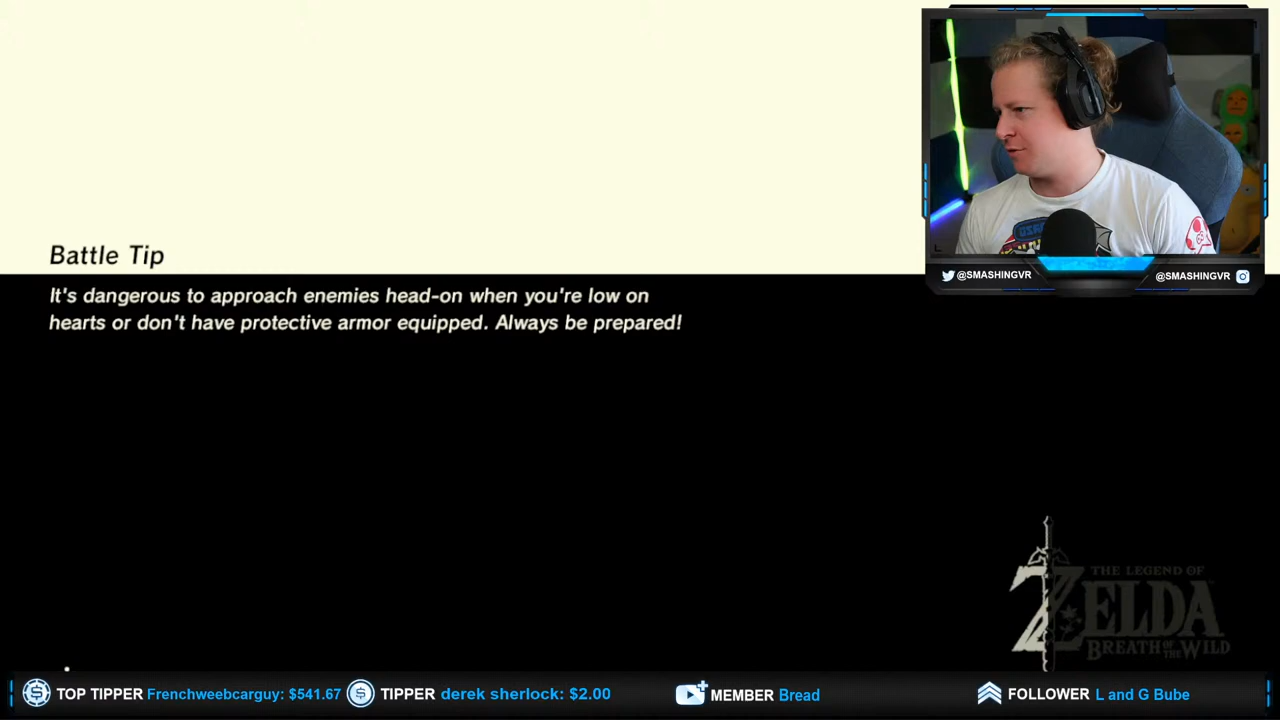 Battle Tip
It's dangerous to approach enemies head-on when you're low on
hearts or don't have protective armor equipped. Always be prepared!
@SMASHINGVR
@SMASHINGVR
THE LEGEND OF
ZELDA
BREATH OF THE WILD
TOP TIPPER Frenchweebcarguy: $541.67
TIPPER derek sherlock: $2.00
MEMBER Bread
FOLLOWER L and G Bube